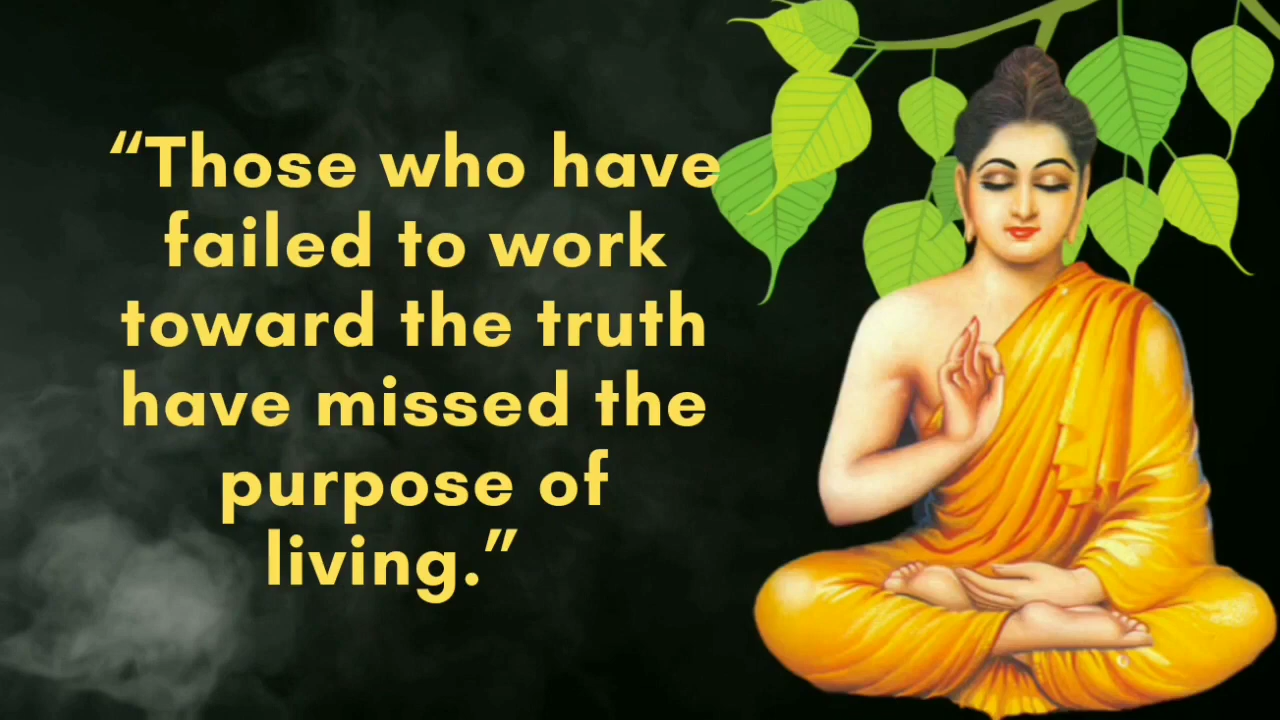 “Those who have
failed to work
toward the truth
have missed the
purpose of
living.”